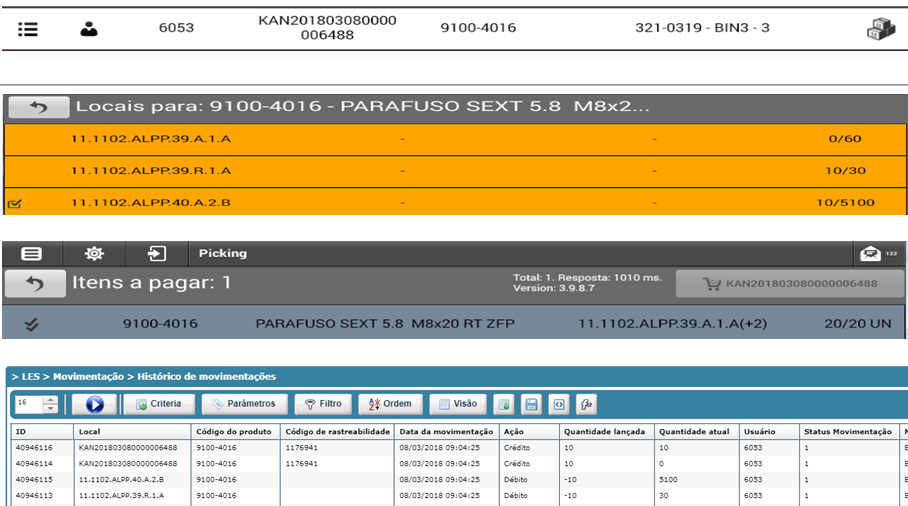 6053 KAN201803080000 9100-4016 321-0319 - BIN3 - 3
006488
Locais para: 9100-4016 - PARAFUSO SEXT 5.8 M8x2...
11.1102.ALPP.39.A.1.A - - 0/60
11.1102.ALPP.39.R.1.A - - 10/30
11.1102.ALPP.40.A.2.B - - 10/5100
Picking 122
Itens a pagar: 1 Total: 1. Resposta: 1010 ms. KAN201803080000006488
Version: 3.9.8.7
9100-4016 PARAFUSO SEXT 5.8 M8x20 RT ZFP 11.1102.ALPP.39.A.1.A(+2) 20/20 UN
> LES > Movimentação > Histórico de movimentações
16 Criteria Parâmetros Filtro Ordem Visão
ID Local Código do produto Código de rastreabilidade Data da movimentação Ação Quantidade lançada Quantidade atual Usuário Status Movimentação
40946116 KAN201803080000006488 9100-4016 1176941 08/03/2018 09:04:25 Crédito 10 10 6053 1
40946114 KAN201803080000006488 9100-4016 1176941 08/03/2018 09:04:25 Crédito 10 0 6053 1
40946115 11.1102.ALPP.40.A.2.B 9100-4016 08/03/2018 09:04:25 Débito -10 5100 6053 1
40946113 11.1102.ALPP.39.R.1.A 9100-4016 08/03/2018 09:04:25 Débito -10 30 6053 1